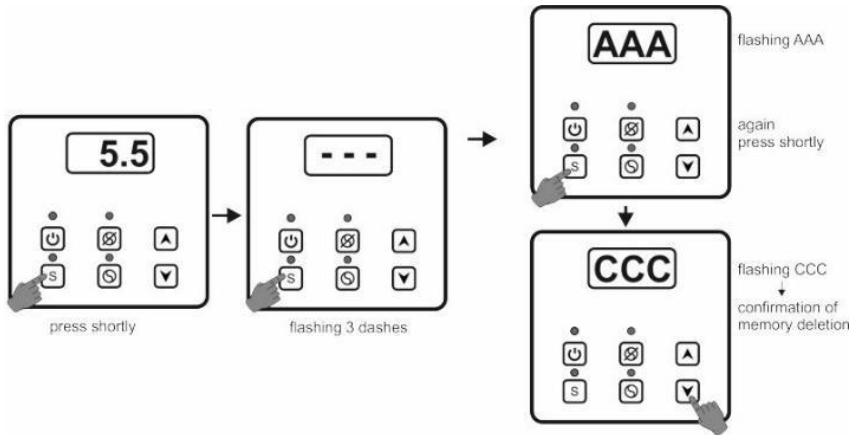 5.5
S
press shortly
- - -
S
flashing 3 dashes
AAA
flashing AAA
S
again
press shortly
CCC
flashing CCC
S
confirmation of
memory deletion